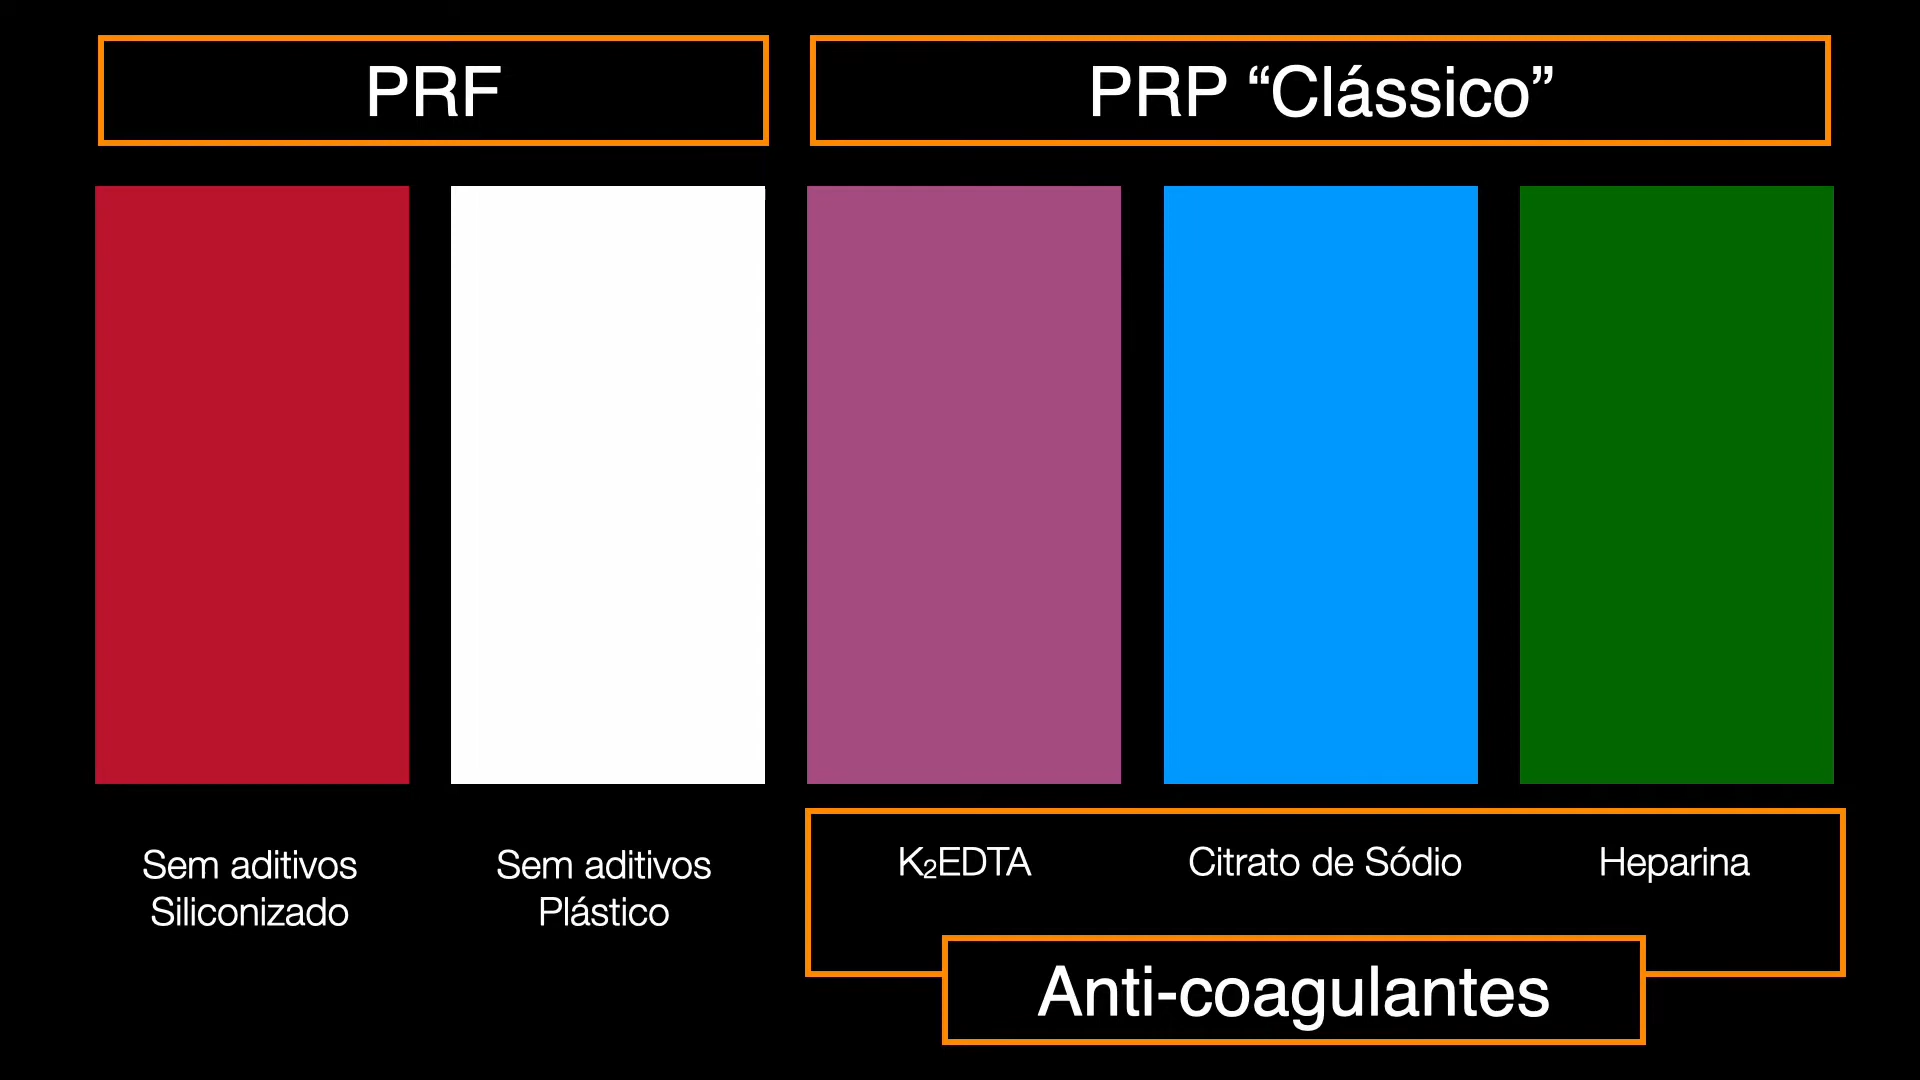 PRF
PRP “Clássico”
Sem aditivos
Siliconizado
Sem aditivos
Plástico
K₂EDTA
Citrato de Sódio
Heparina
Anti-coagulantes